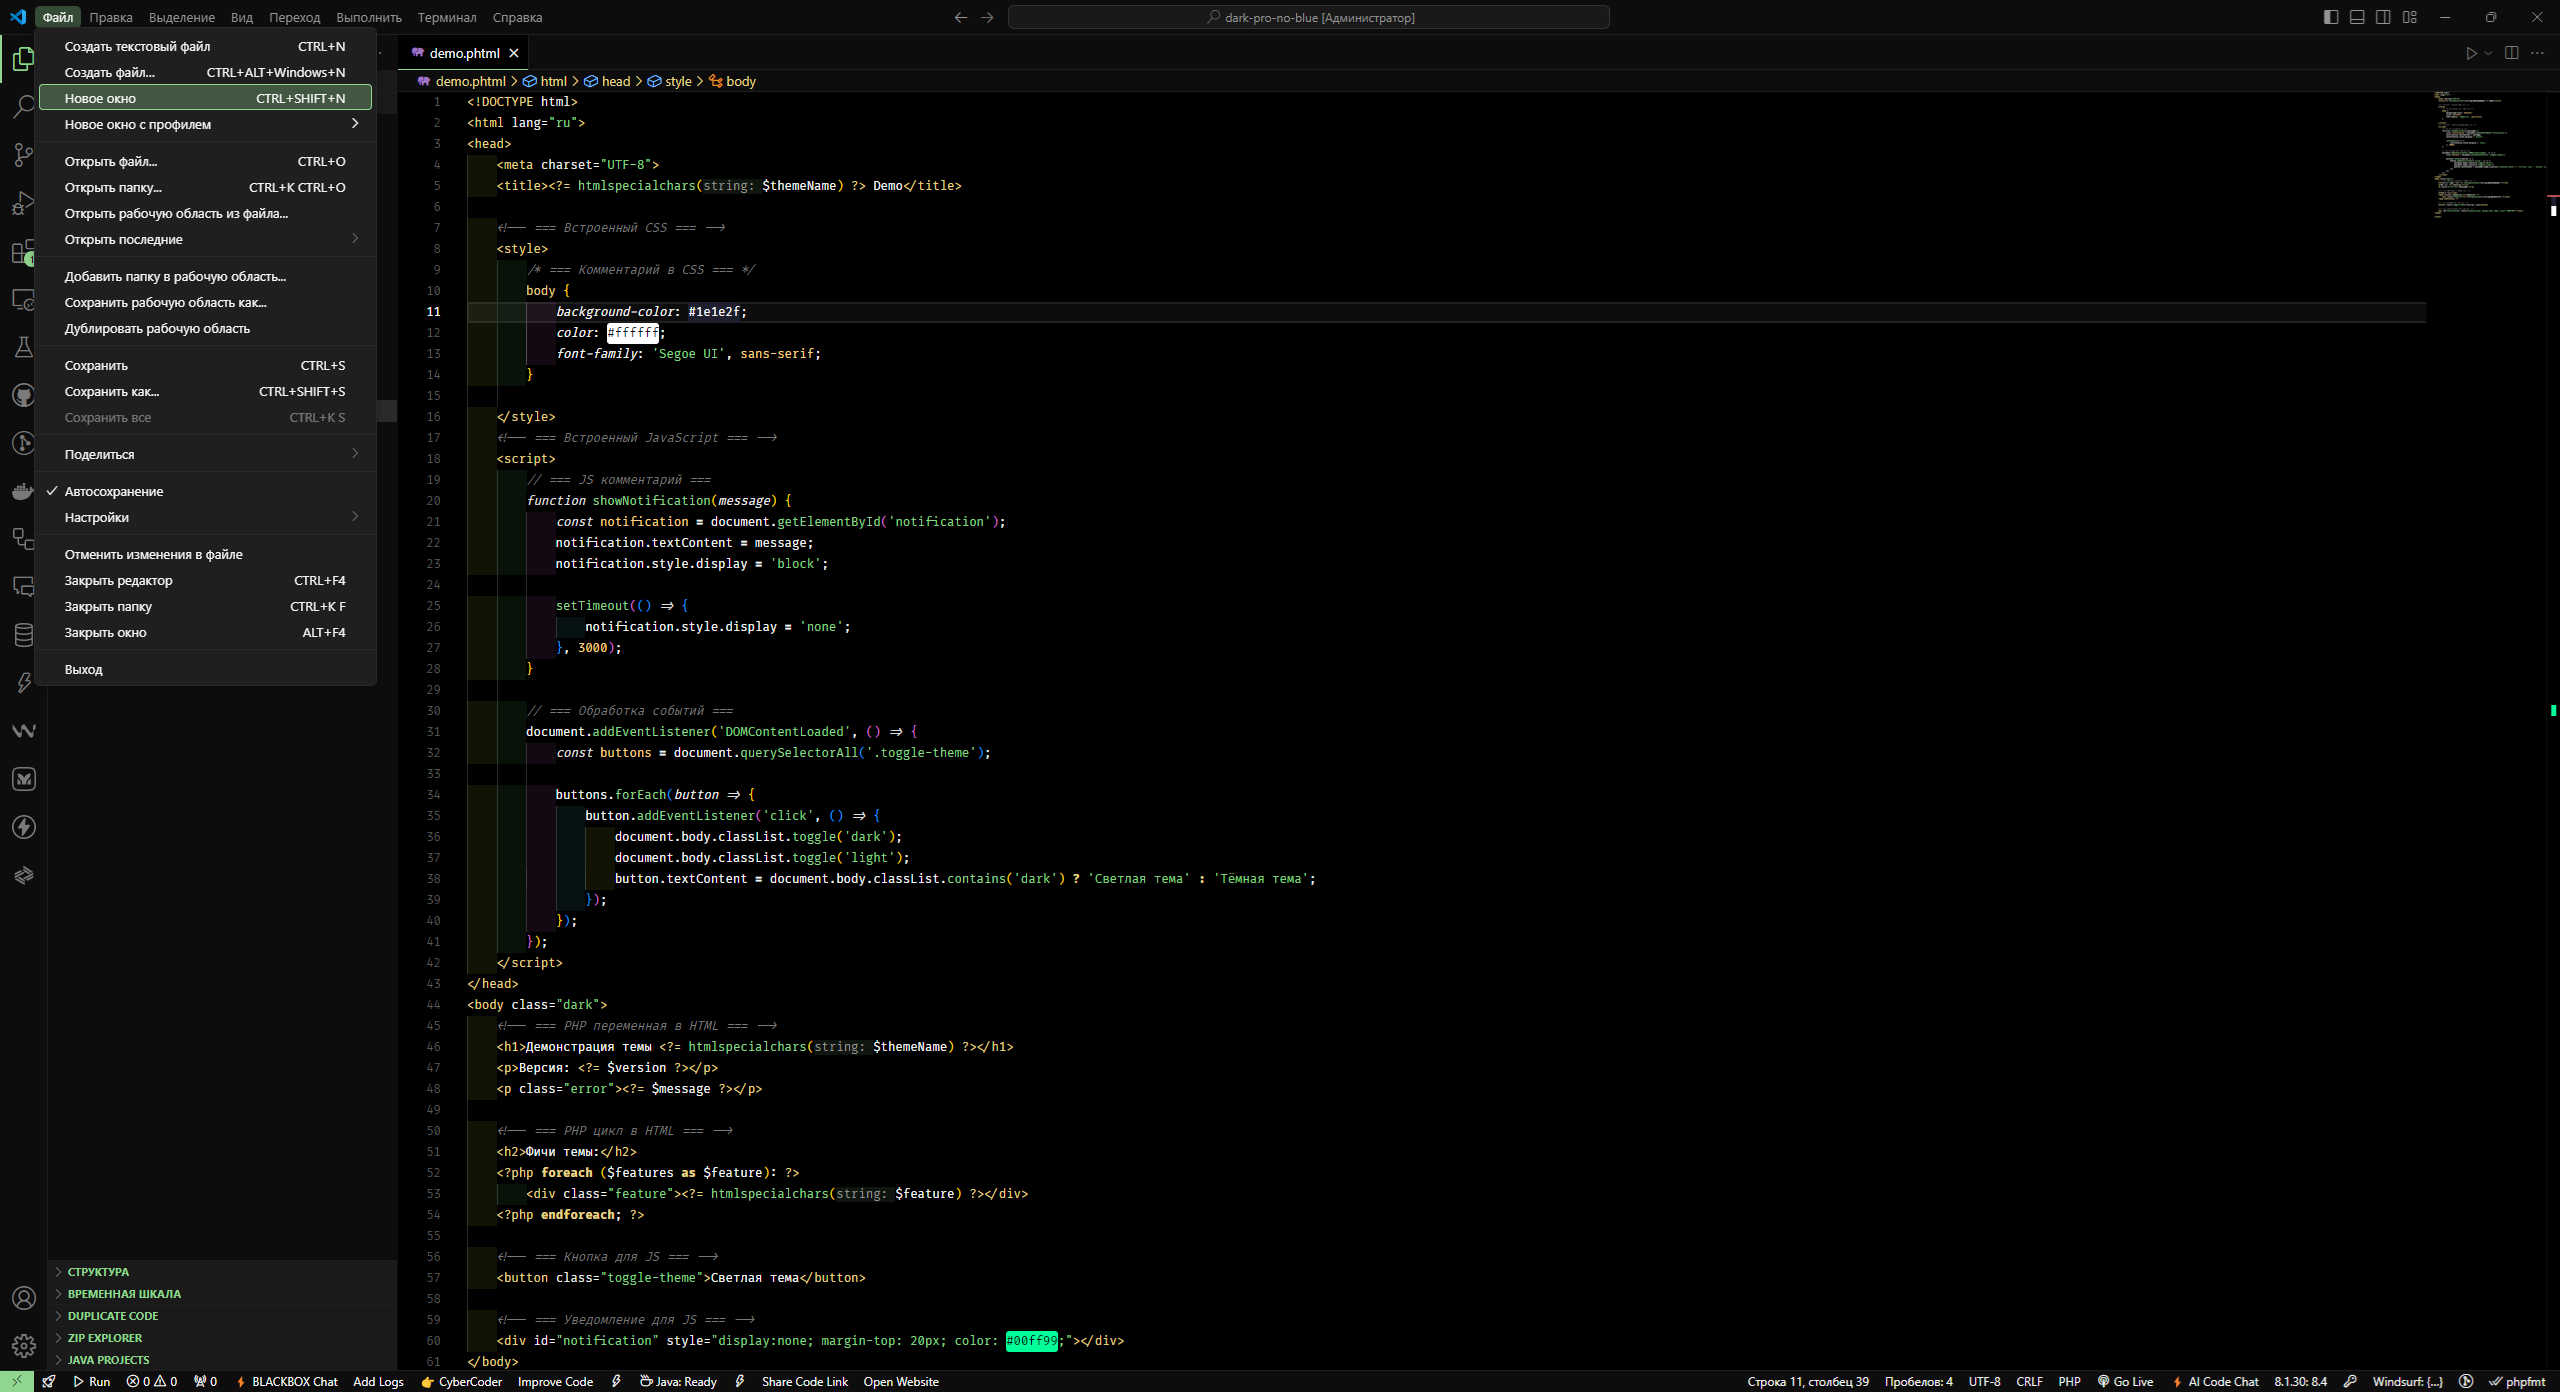 Файл Правка Выделение Вид Переход Выполнить Терминал Справка
dark-pro-no-blue [Администратор]
Создать текстовый файл CTRL+N
Создать файл... CTRL+ALT+Windows+N
Новое окно CTRL+SHIFT+N
Новое окно с профилем
Открыть файл... CTRL+O
Открыть папку... CTRL+K CTRL+O
Открыть рабочую область из файла...
Открыть последние
Добавить папку в рабочую область...
Сохранить рабочую область как...
Дублировать рабочую область
Сохранить CTRL+S
Сохранить как... CTRL+SHIFT+S
Сохранить все CTRL+K S
Поделиться
Автосохранение
Настройки
Отменить изменения в файле
Закрыть редактор CTRL+F4
Закрыть папку CTRL+K F
Закрыть окно ALT+F4
Выход
СТРУКТУРА
ВРЕМЕННАЯ ШКАЛА
DUPLICATE CODE
ZIP EXPLORER
JAVA PROJECTS
demo.phtml
demo.phtml > html > head > style > body
1 <!DOCTYPE html>
2 <html lang="ru">
3 <head>
4 <meta charset="UTF-8">
5 <title><?= htmlspecialchars(string: $themeName) ?> Demo</title>
6
7 <!-- === Встроенный CSS === -->
8 <style>
9 /* === Комментарий в CSS === */
10 body {
11 background-color: #1e1e2f;
12 color: #ffffff;
13 font-family: 'Segoe UI', sans-serif;
14 }
15
16 </style>
17 <!-- === Встроенный JavaScript === -->
18 <script>
19 // === JS комментарий ===
20 function showNotification(message) {
21 const notification = document.getElementById('notification');
22 notification.textContent = message;
23 notification.style.display = 'block';
24
25 setTimeout(() => {
26 notification.style.display = 'none';
27 }, 3000);
28 }
29
30 // === Обработка событий ===
31 document.addEventListener('DOMContentLoaded', () => {
32 const buttons = document.querySelectorAll('.toggle-theme');
33
34 buttons.forEach(button => {
35 button.addEventListener('click', () => {
36 document.body.classList.toggle('dark');
37 document.body.classList.toggle('light');
38 button.textContent = document.body.classList.contains('dark') ? 'Светлая тема' : 'Тёмная тема';
39 });
40 });
41 });
42 </script>
43 </head>
44 <body class="dark">
45 <!-- === PHP переменная в HTML === -->
46 <h1>Демонстрация темы <?= htmlspecialchars(string: $themeName) ?></h1>
47 <p>Версия: <?= $version ?></p>
48 <p class="error"><?= $message ?></p>
49
50 <!-- === PHP цикл в HTML === -->
51 <h2>Фичи темы:</h2>
52 <?php foreach ($features as $feature): ?>
53 <div class="feature"><?= htmlspecialchars(string: $feature) ?></div>
54 <?php endforeach; ?>
55
56 <!-- === Кнопка для JS === -->
57 <button class="toggle-theme">Светлая тема</button>
58
59 <!-- === Уведомление для JS === -->
60 <div id="notification" style="display:none; margin-top: 20px; color: #00ff99;"></div>
61 </body>
Run 0 0 0 BLACKBOX Chat Add Logs CyberCoder Improve Code Java: Ready Share Code Link Open Website Строка 11, столбец 39 Пробелов: 4 UTF-8 CRLF PHP Go Live AI Code Chat 8.1.30: 8.4 Windsurf: {...} phpfmt